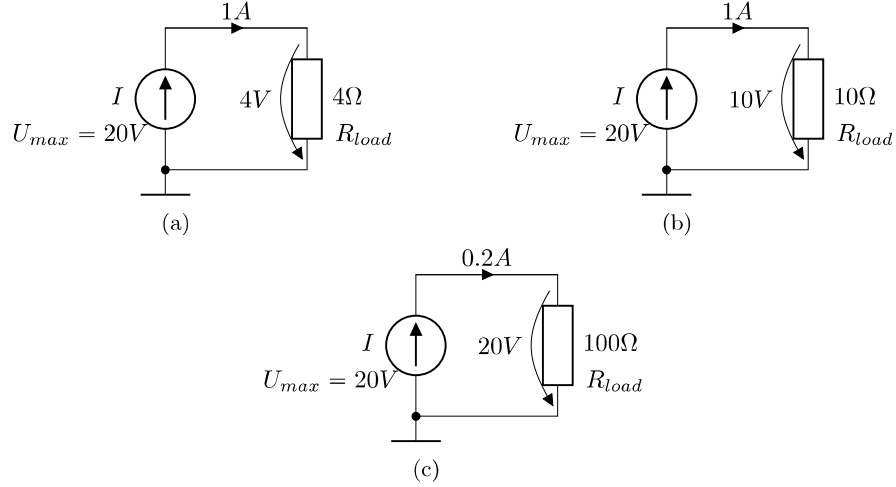 1A 1A
I 4V 4Ω I 10V 10Ω
U_max = 20V R_load U_max = 20V R_load
(a) (b)
0.2A
I 20V 100Ω
U_max = 20V R_load
(c)